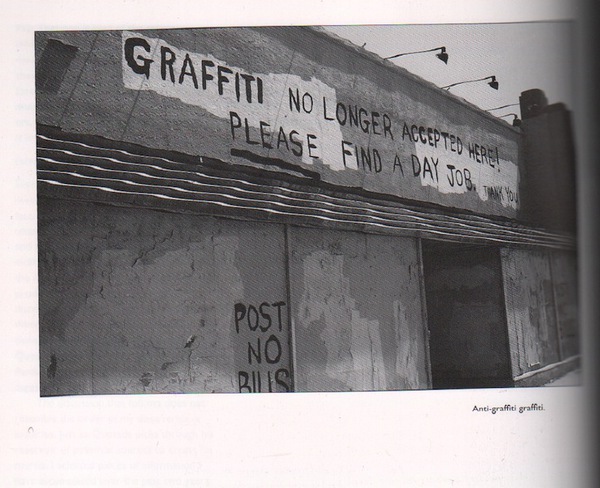 GRAFFITI NO LONGER ACCEPTED HERE!
PLEASE FIND A DAY JOB. THANK YOU
POST
NO
BILLS
Anti-graffiti graffiti.